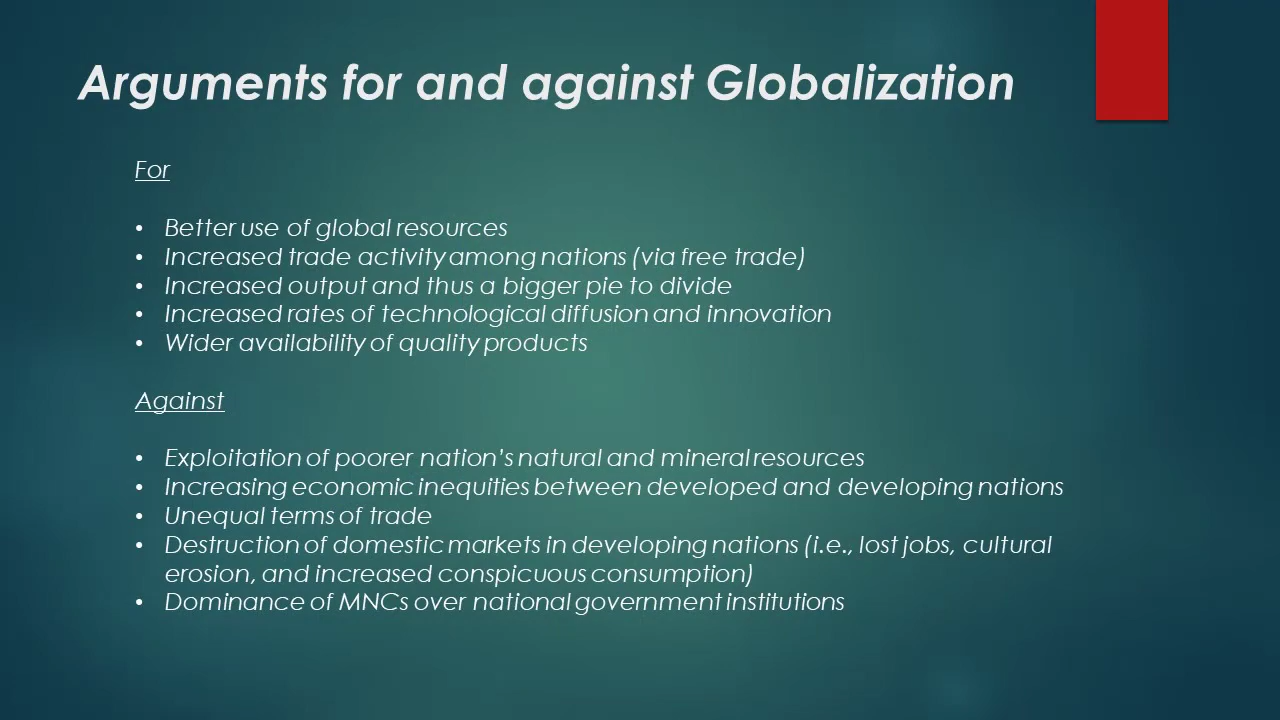 Arguments for and against Globalization
For
• Better use of global resources
• Increased trade activity among nations (via free trade)
• Increased output and thus a bigger pie to divide
• Increased rates of technological diffusion and innovation
• Wider availability of quality products
Against
• Exploitation of poorer nation’s natural and mineral resources
• Increasing economic inequities between developed and developing nations
• Unequal terms of trade
• Destruction of domestic markets in developing nations (i.e., lost jobs, cultural
erosion, and increased conspicuous consumption)
• Dominance of MNCs over national government institutions